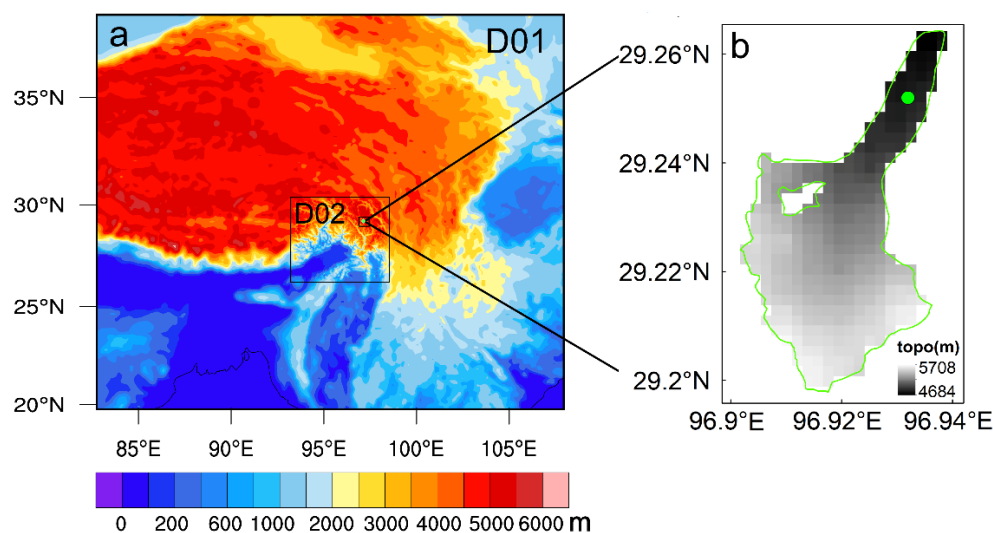 a
D01
D02
35°N
30°N
25°N
20°N
85°E
90°E
95°E
100°E
105°E
0
200
600
1000
2000
3000
4000
5000
6000
m
b
29.26°N
29.24°N
29.22°N
29.2°N
96.9°E
96.92°E
96.94°E
topo(m)
5708
4684